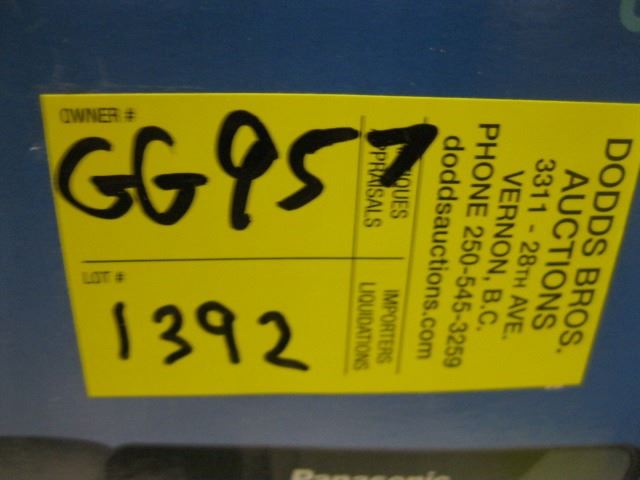 OWNER #
GG957
LOT #
1392
DODDS BROS.
AUCTIONS
3311 - 28TH AVE.
VERNON, B.C.
PHONE 250-545-3259
doddsauctions.com
IMPORTERS
LIQUIDATIONS
Panasonic